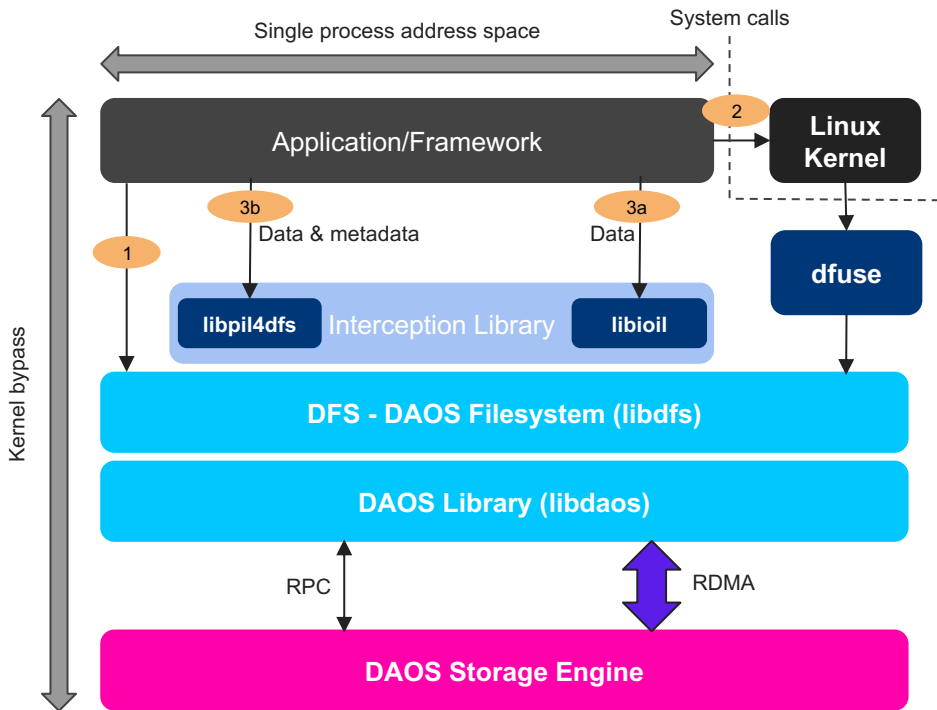 System calls
Single process address space
2
Application/Framework
Linux
Kernel
3b
3a
Data & metadata
Data
1
dfuse
libpil4dfs
Interception Library
libioil
Kernel bypass
DFS - DAOS Filesystem (libdfs)
DAOS Library (libdaos)
RPC
RDMA
DAOS Storage Engine